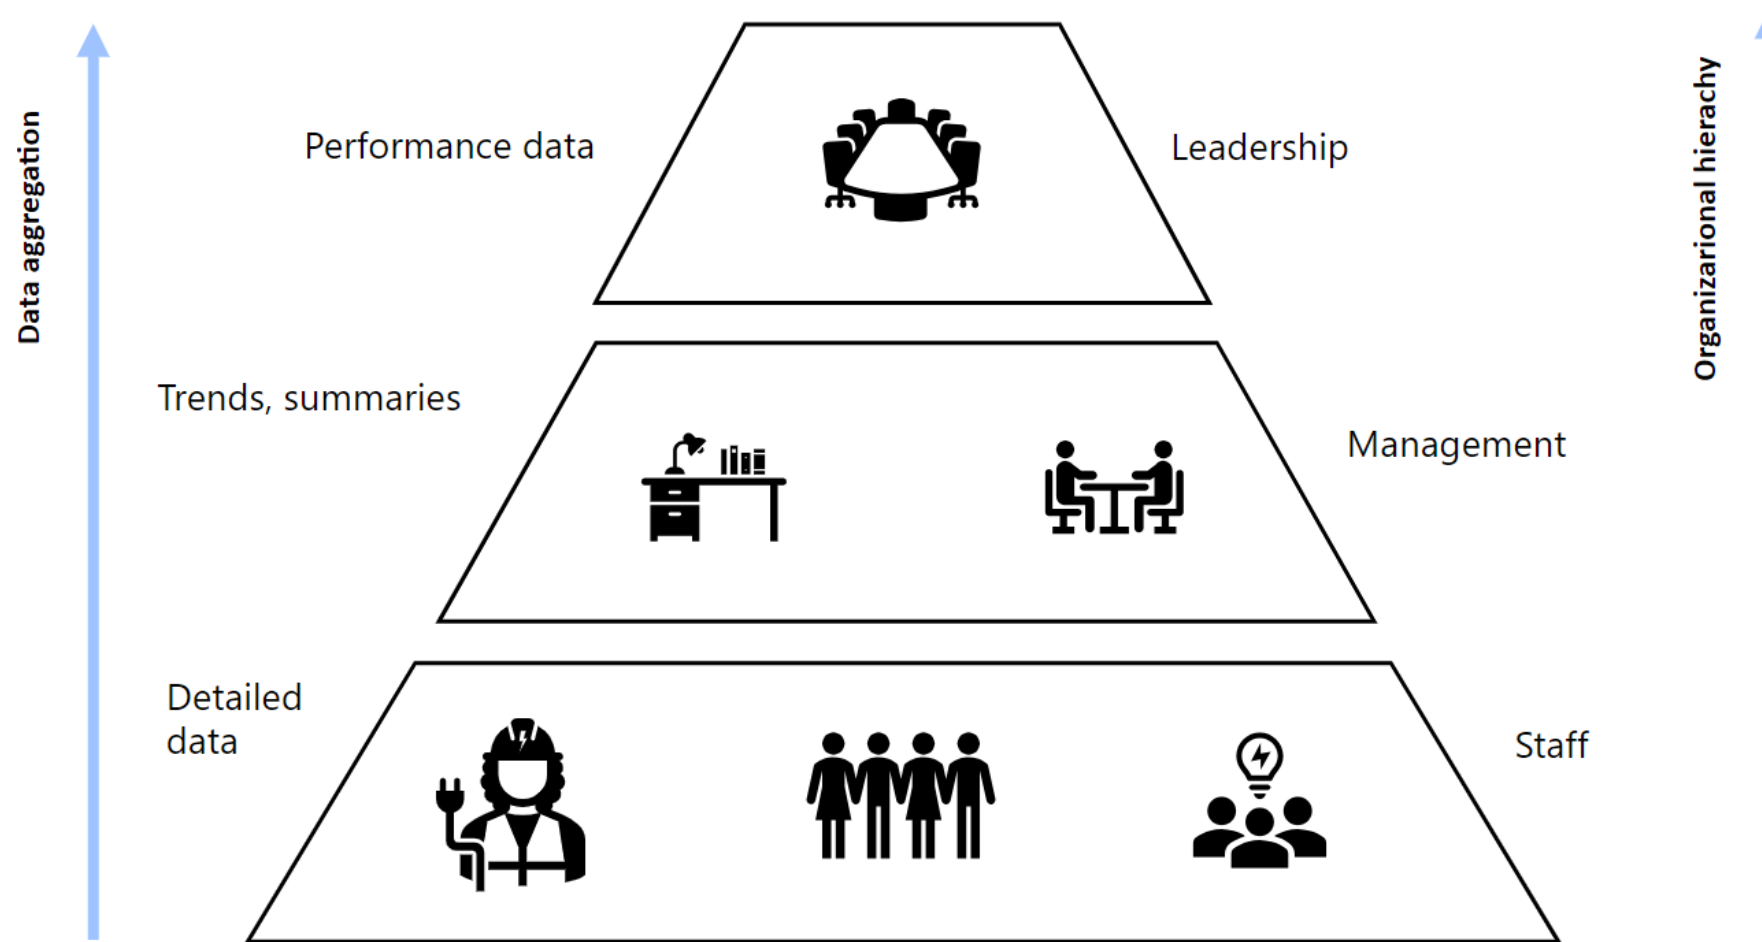 Data aggregation
Performance data
Leadership
Organizarional hierachy
Trends, summaries
Management
Detailed
data
Staff